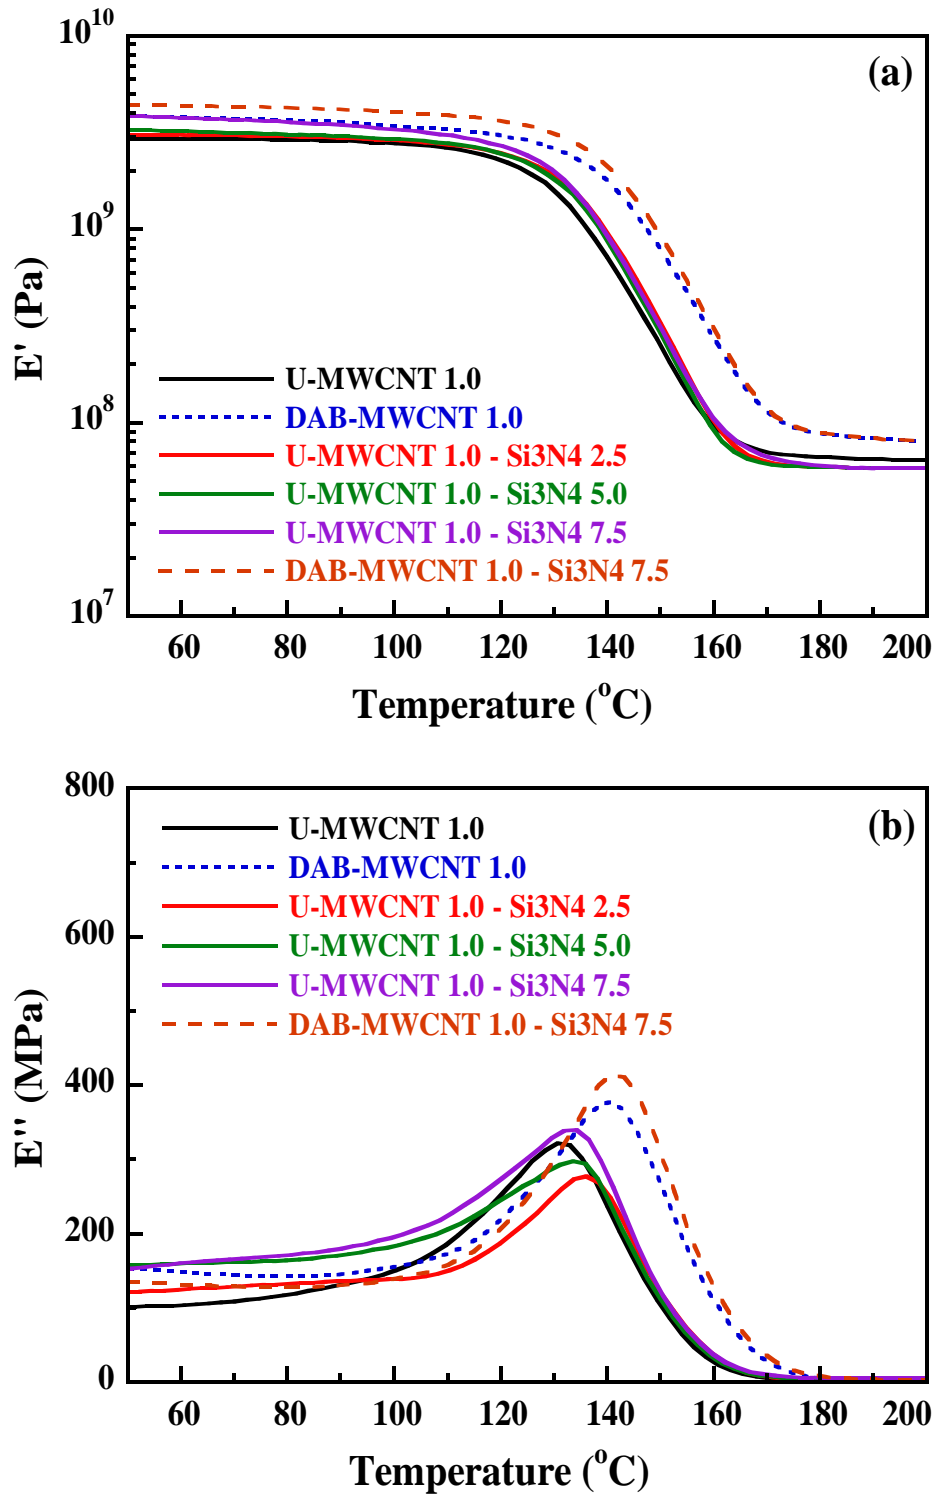 10^10
(a)
10^9
E' (Pa)
U-MWCNT 1.0
10^8
DAB-MWCNT 1.0
U-MWCNT 1.0 - Si3N4 2.5
U-MWCNT 1.0 - Si3N4 5.0
U-MWCNT 1.0 - Si3N4 7.5
DAB-MWCNT 1.0 - Si3N4 7.5
10^7
60 80 100 120 140 160 180 200
Temperature (°C)
800
(b)
U-MWCNT 1.0
DAB-MWCNT 1.0
U-MWCNT 1.0 - Si3N4 2.5
600
U-MWCNT 1.0 - Si3N4 5.0
U-MWCNT 1.0 - Si3N4 7.5
DAB-MWCNT 1.0 - Si3N4 7.5
E'' (MPa)
400
200
0
60 80 100 120 140 160 180 200
Temperature (°C)